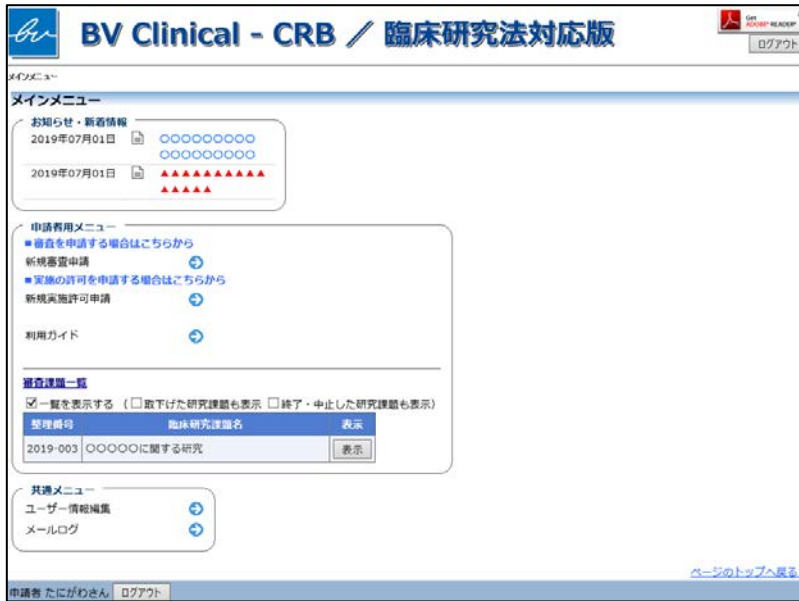 bv
BV Clinical - CRB / 臨床研究法対応版
Get
ADOBE® READER®
ログアウト
メインメニュー
メインメニュー
お知らせ・新着情報
2019年07月01日 ○○○○○○○○○
○○○○○○○○○
2019年07月01日 ▲▲▲▲▲▲▲▲▲▲
▲▲▲▲▲
申請者用メニュー
■審査を申請する場合はこちらから
新規審査申請
■実施の許可を申請する場合はこちらから
新規実施許可申請
利用ガイド
審査課題一覧
☑一覧を表示する （□取下げた研究課題も表示 □終了・中止した研究課題も表示）
整理番号 臨床研究課題名 表示
2019-003 ○○○○○に関する研究 表示
共通メニュー
ユーザー情報編集
メールログ
ページのトップへ戻る
申請者 たにがわさん ログアウト